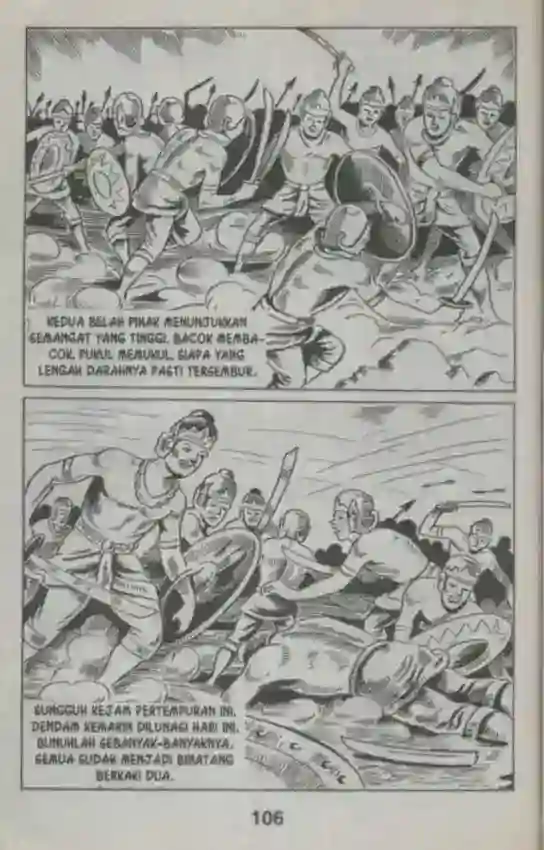 KEDUA BELAH PIHAK MENUNJUKKAN
SEMANGAT YANG TINGGI. BACOK MEMBA-
COK, PUKUL MEMUKUL. SIAPA YANG
LENGAH DARAHNYA PASTI TERSEMBUR.
SUNGGUH KEJAM PERTEMPURAN INI.
DENDAM KEMARIN DILUNASI HARI INI.
BUNUHLAH SEBANYAK-BANYAKNYA.
SEMUA SUDAH MENJADI BINATANG
BERKAKI DUA.
106